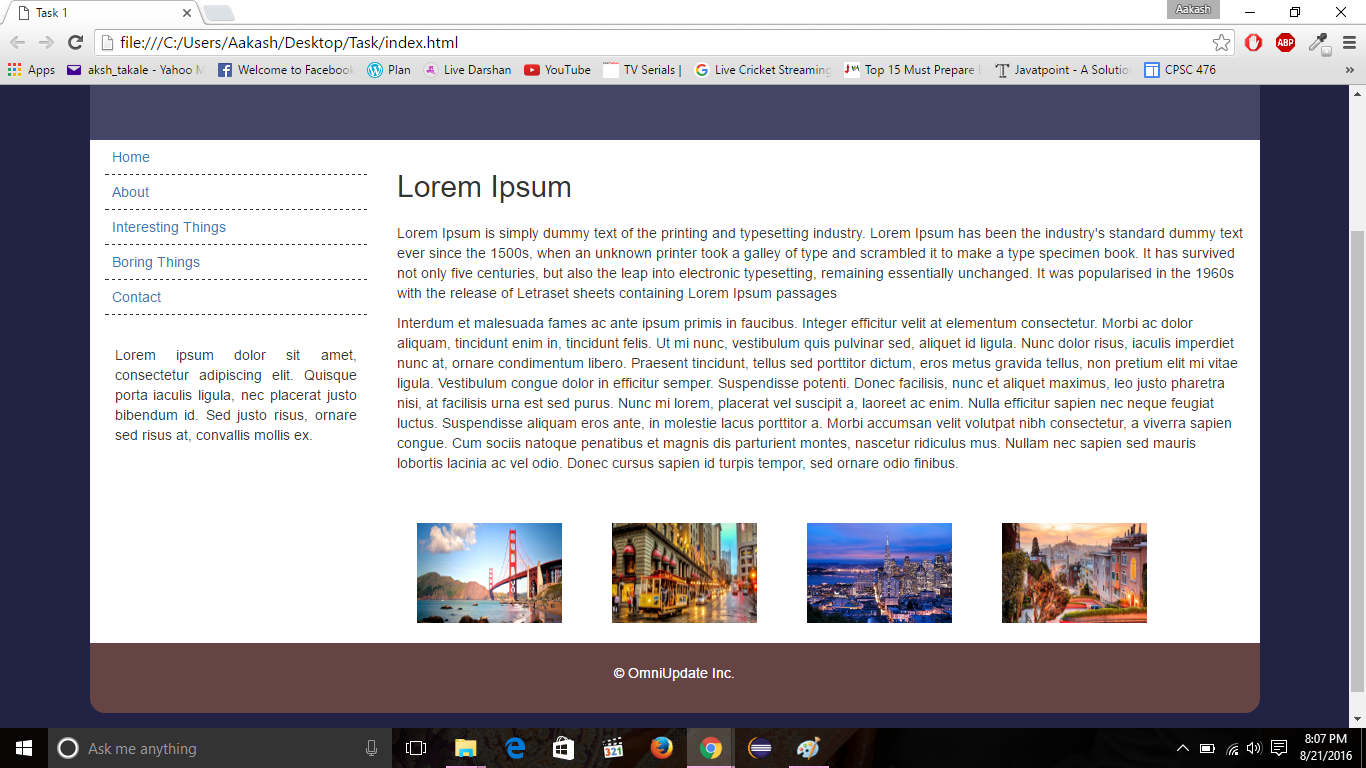 Task 1
Aakash
file:///C:/Users/Aakash/Desktop/Task/index.html
ABP
Apps
aksh_takale - Yahoo M
Welcome to Facebook
Plan
Live Darshan
YouTube
TV Serials |
Live Cricket Streaming
Top 15 Must Prepare
Javatpoint - A Solutio
CPSC 476
»
Home
About
Interesting Things
Boring Things
Contact
Lorem ipsum dolor sit amet,
consectetur adipiscing elit. Quisque
porta iaculis ligula, nec placerat justo
bibendum id. Sed justo risus, ornare
sed risus at, convallis mollis ex.
Lorem Ipsum
Lorem Ipsum is simply dummy text of the printing and typesetting industry. Lorem Ipsum has been the industry's standard dummy text
ever since the 1500s, when an unknown printer took a galley of type and scrambled it to make a type specimen book. It has survived
not only five centuries, but also the leap into electronic typesetting, remaining essentially unchanged. It was popularised in the 1960s
with the release of Letraset sheets containing Lorem Ipsum passages
Interdum et malesuada fames ac ante ipsum primis in faucibus. Integer efficitur velit at elementum consectetur. Morbi ac dolor
aliquam, tincidunt enim in, tincidunt felis. Ut mi nunc, vestibulum quis pulvinar sed, aliquet id ligula. Nunc dolor risus, iaculis imperdiet
nunc at, ornare condimentum libero. Praesent tincidunt, tellus sed porttitor dictum, eros metus gravida tellus, non pretium elit mi vitae
ligula. Vestibulum congue dolor in efficitur semper. Suspendisse potenti. Donec facilisis, nunc et aliquet maximus, leo justo pharetra
nisi, at facilisis urna est sed purus. Nunc mi lorem, placerat vel suscipit a, laoreet ac enim. Nulla efficitur sapien nec neque feugiat
luctus. Suspendisse aliquam eros ante, in molestie lacus porttitor a. Morbi accumsan velit volutpat nibh consectetur, a viverra sapien
congue. Cum sociis natoque penatibus et magnis dis parturient montes, nascetur ridiculus mus. Nullam nec sapien sed mauris
lobortis lacinia ac vel odio. Donec cursus sapien id turpis tempor, sed ornare odio finibus.
© OmniUpdate Inc.
Ask me anything
321
8:07 PM
8/21/2016